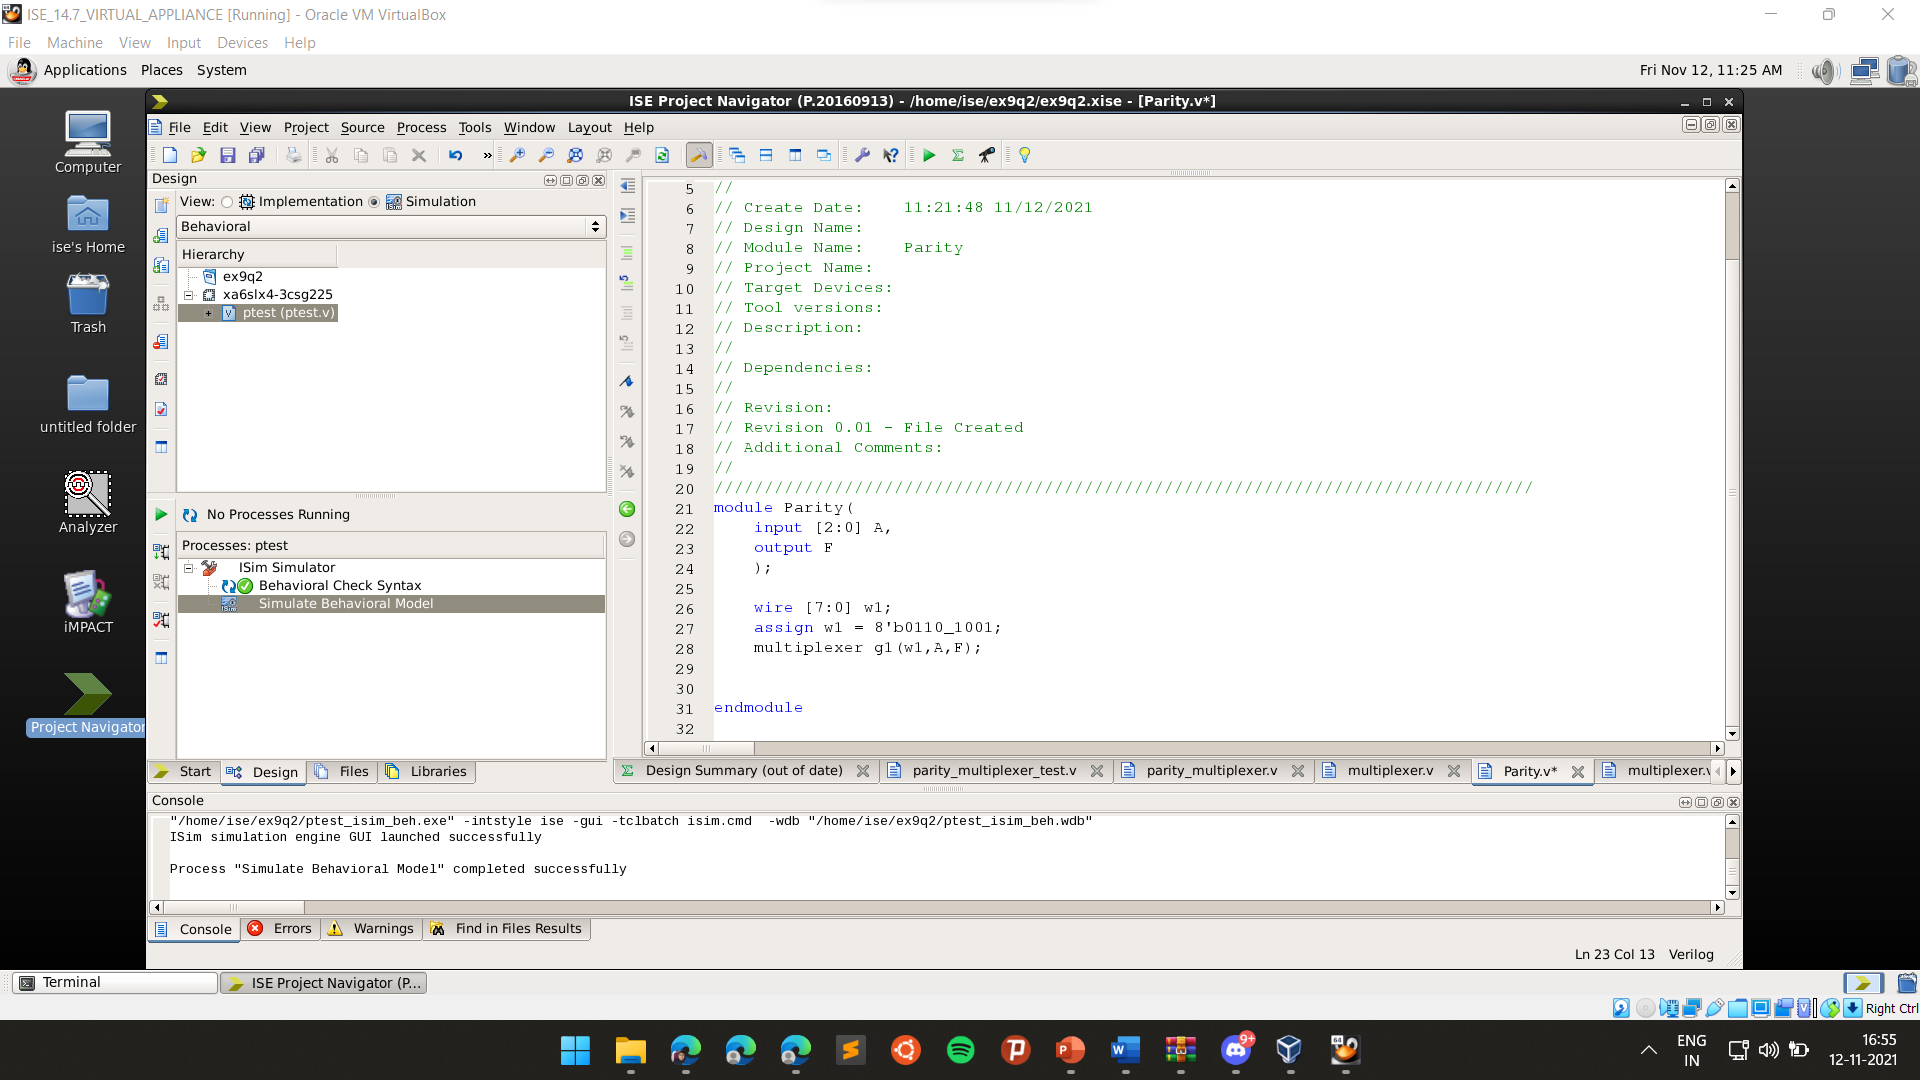 ISE_14.7_VIRTUAL_APPLIANCE [Running] - Oracle VM VirtualBox
File Machine View Input Devices Help
Applications Places System
Fri Nov 12, 11:25 AM
Computer
ise's Home
Trash
untitled folder
Analyzer
iMPACT
Project Navigator
ISE Project Navigator (P.20160913) - /home/ise/ex9q2/ex9q2.xise - [Parity.v*]
File Edit View Project Source Process Tools Window Layout Help
Design
View: Implementation Simulation
Behavioral
Hierarchy
ex9q2
xa6slx4-3csg225
ptest (ptest.v)
No Processes Running
Processes: ptest
ISim Simulator
Behavioral Check Syntax
Simulate Behavioral Model
Start Design Files Libraries
5 //
6 // Create Date:    11:21:48 11/12/2021
7 // Design Name:
8 // Module Name:    Parity
9 // Project Name:
10 // Target Devices:
11 // Tool versions:
12 // Description:
13 //
14 // Dependencies:
15 //
16 // Revision:
17 // Revision 0.01 - File Created
18 // Additional Comments:
19 //
20 //////////////////////////////////////////////////////////////////////////////////
21 module Parity(
22     input [2:0] A,
23     output F
24     );
25
26     wire [7:0] w1;
27     assign w1 = 8'b0110_1001;
28     multiplexer g1(w1,A,F);
29
30
31 endmodule
32
Design Summary (out of date) parity_multiplexer_test.v parity_multiplexer.v multiplexer.v Parity.v* multiplexer.v
Console
"/home/ise/ex9q2/ptest_isim_beh.exe" -intstyle ise -gui -tclbatch isim.cmd  -wdb "/home/ise/ex9q2/ptest_isim_beh.wdb"
ISim simulation engine GUI launched successfully
Process "Simulate Behavioral Model" completed successfully
Console Errors Warnings Find in Files Results
Ln 23 Col 13 Verilog
Terminal
ISE Project Navigator (P...
Right Ctrl
9+
ENG
IN
16:55
12-11-2021